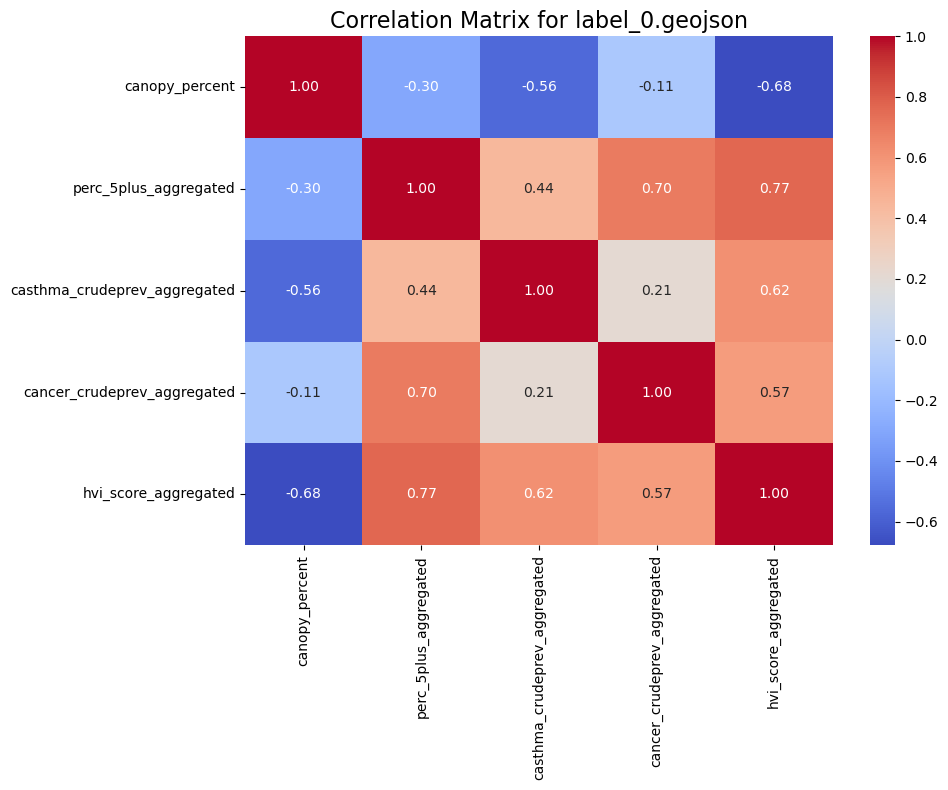 Correlation Matrix for label_0.geojson
canopy_percent 1.00 -0.30 -0.56 -0.11 -0.68
perc_5plus_aggregated -0.30 1.00 0.44 0.70 0.77
casthma_crudeprev_aggregated -0.56 0.44 1.00 0.21 0.62
cancer_crudeprev_aggregated -0.11 0.70 0.21 1.00 0.57
hvi_score_aggregated -0.68 0.77 0.62 0.57 1.00
canopy_percent
perc_5plus_aggregated
casthma_crudeprev_aggregated
cancer_crudeprev_aggregated
hvi_score_aggregated
1.0
0.8
0.6
0.4
0.2
0.0
−0.2
−0.4
−0.6